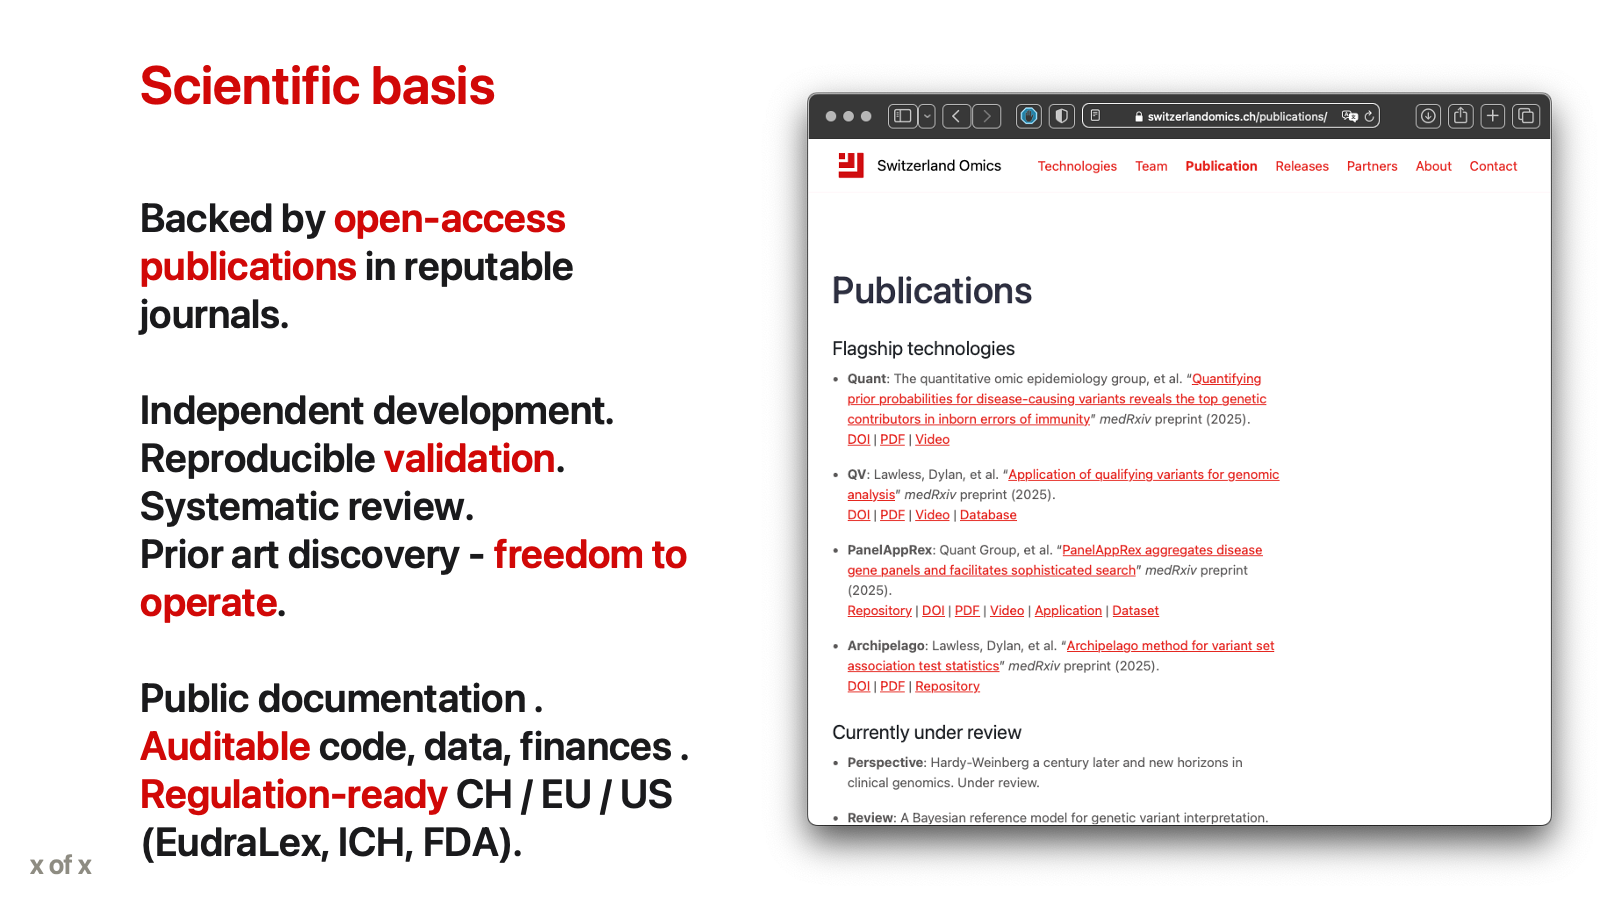 Scientific basis
Backed by open-access
publications in reputable
journals.
Independent development.
Reproducible validation.
Systematic review.
Prior art discovery - freedom to
operate.
Public documentation .
Auditable code, data, finances .
Regulation-ready CH / EU / US
(EudraLex, ICH, FDA).
x of x
switzerlandomics.ch/publications/
Switzerland Omics
Technologies Team Publication Releases Partners About Contact
Publications
Flagship technologies
• Quant: The quantitative omic epidemiology group, et al. “Quantifying
prior probabilities for disease-causing variants reveals the top genetic
contributors in inborn errors of immunity” medRxiv preprint (2025).
DOI | PDF | Video
• QV: Lawless, Dylan, et al. “Application of qualifying variants for genomic
analysis” medRxiv preprint (2025).
DOI | PDF | Video | Database
• PanelAppRex: Quant Group, et al. “PanelAppRex aggregates disease
gene panels and facilitates sophisticated search” medRxiv preprint
(2025).
Repository | DOI | PDF | Video | Application | Dataset
• Archipelago: Lawless, Dylan, et al. “Archipelago method for variant set
association test statistics” medRxiv preprint (2025).
DOI | PDF | Repository
Currently under review
• Perspective: Hardy-Weinberg a century later and new horizons in
clinical genomics. Under review.
• Review: A Bayesian reference model for genetic variant interpretation.